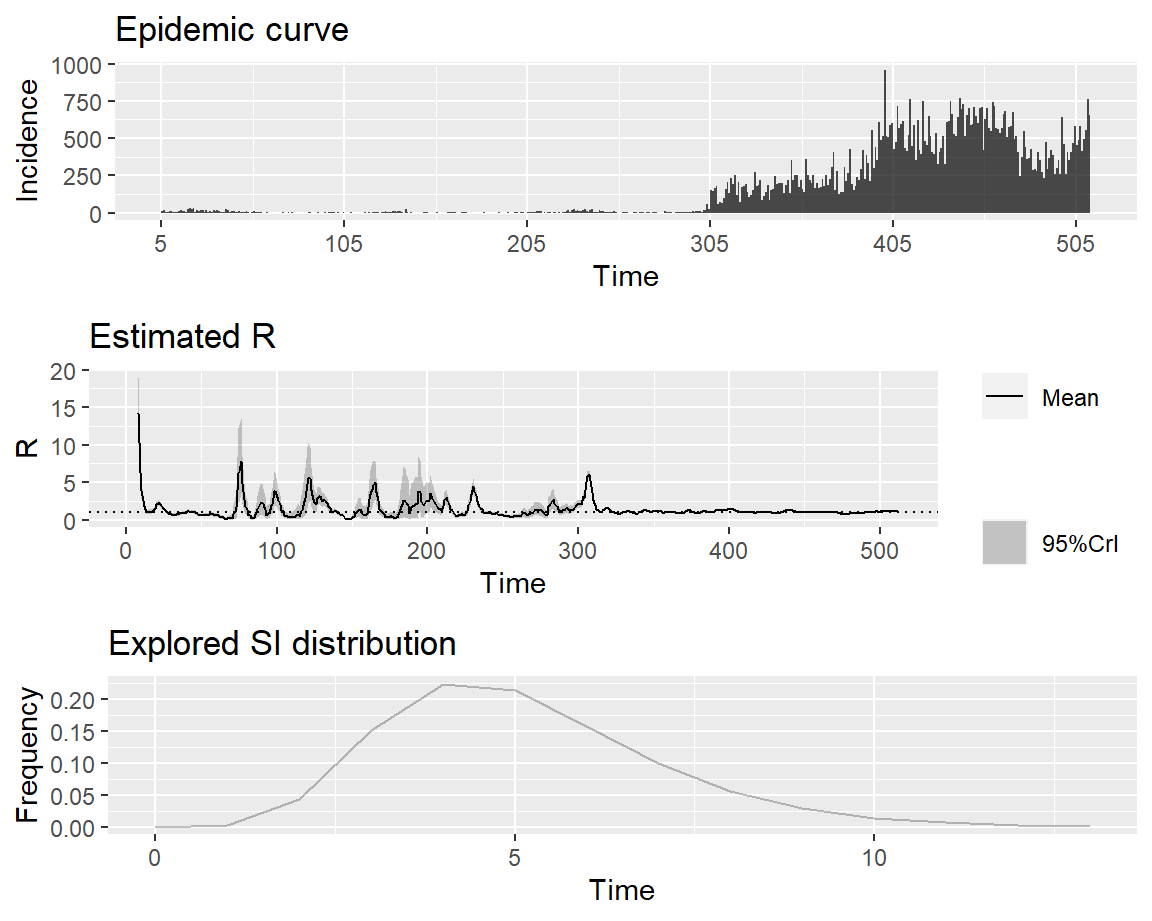 Epidemic curve
1000
750
500
250
0
Incidence
5 105 205 305 405 505
Time
Estimated R
20
15
10
5
0
R
0 100 200 300 400 500
Time
Mean
95%CrI
Explored SI distribution
0.20
0.15
0.10
0.05
0.00
Frequency
0 5 10
Time